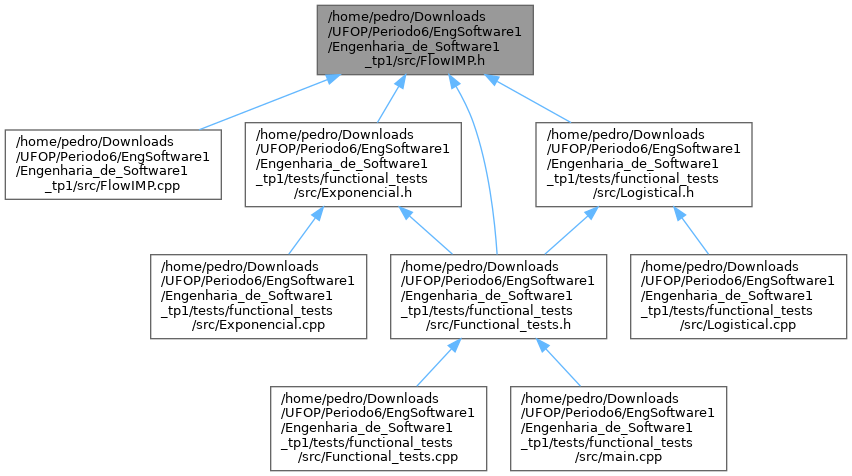 /home/pedro/Downloads
/UFOP/Periodo6/EngSoftware1
/Engenharia_de_Software1
_tp1/src/FlowIMP.h
/home/pedro/Downloads
/UFOP/Periodo6/EngSoftware1
/Engenharia_de_Software1
_tp1/src/FlowIMP.cpp
/home/pedro/Downloads
/UFOP/Periodo6/EngSoftware1
/Engenharia_de_Software1
_tp1/tests/functional_tests
/src/Exponencial.h
/home/pedro/Downloads
/UFOP/Periodo6/EngSoftware1
/Engenharia_de_Software1
_tp1/tests/functional_tests
/src/Logistical.h
/home/pedro/Downloads
/UFOP/Periodo6/EngSoftware1
/Engenharia_de_Software1
_tp1/tests/functional_tests
/src/Exponencial.cpp
/home/pedro/Downloads
/UFOP/Periodo6/EngSoftware1
/Engenharia_de_Software1
_tp1/tests/functional_tests
/src/Functional_tests.h
/home/pedro/Downloads
/UFOP/Periodo6/EngSoftware1
/Engenharia_de_Software1
_tp1/tests/functional_tests
/src/Logistical.cpp
/home/pedro/Downloads
/UFOP/Periodo6/EngSoftware1
/Engenharia_de_Software1
_tp1/tests/functional_tests
/src/Functional_tests.cpp
/home/pedro/Downloads
/UFOP/Periodo6/EngSoftware1
/Engenharia_de_Software1
_tp1/tests/functional_tests
/src/main.cpp